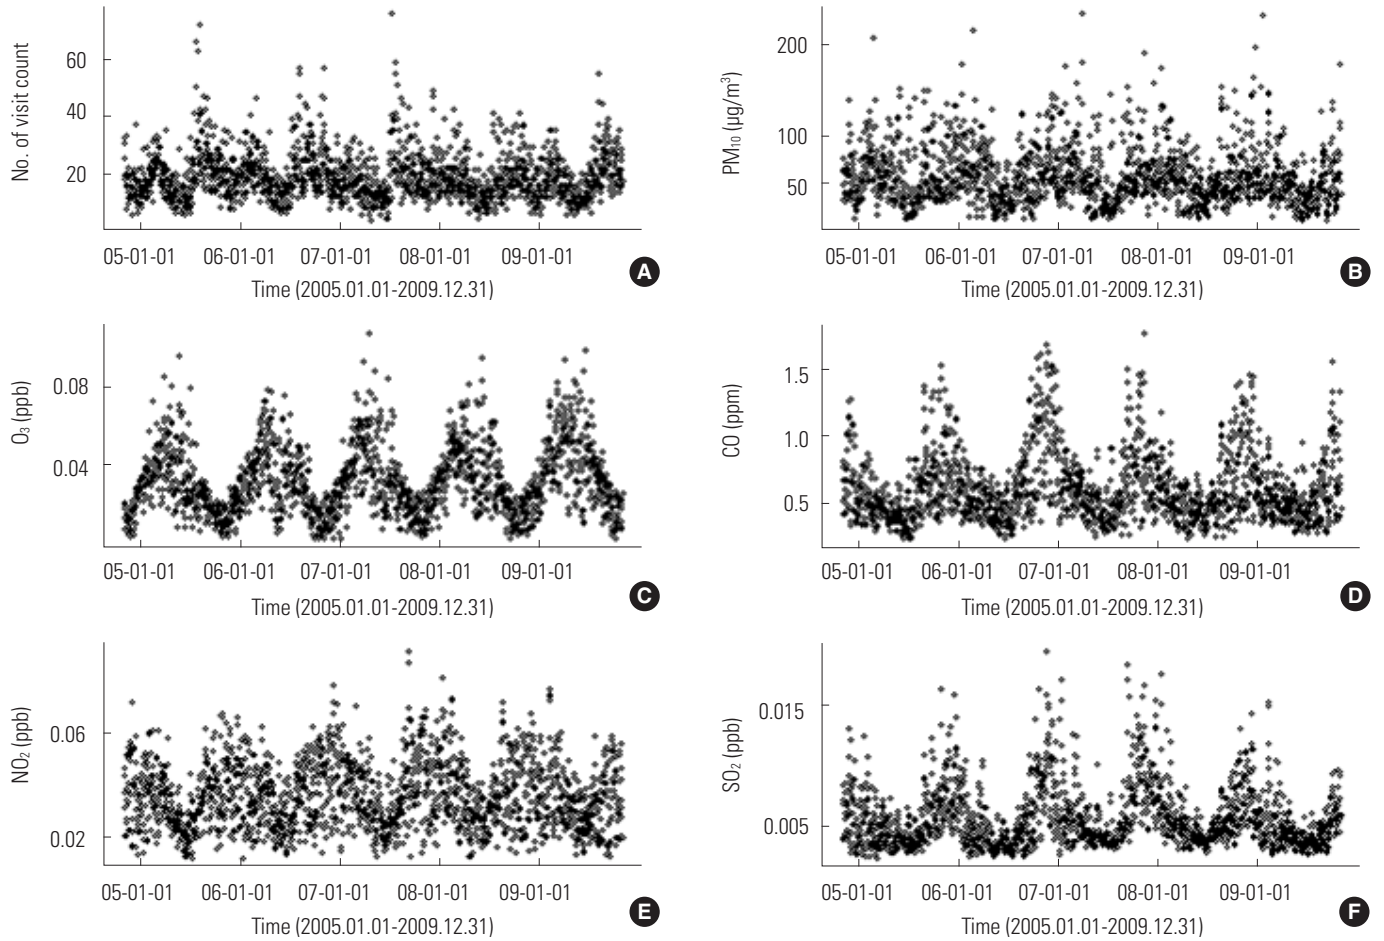 No. of visit count
60
40
20
05-01-01 06-01-01 07-01-01 08-01-01 09-01-01
Time (2005.01.01-2009.12.31)
A
PM₁₀ (µg/m³)
200
100
50
05-01-01 06-01-01 07-01-01 08-01-01 09-01-01
Time (2005.01.01-2009.12.31)
B
O₃ (ppb)
0.08
0.04
05-01-01 06-01-01 07-01-01 08-01-01 09-01-01
Time (2005.01.01-2009.12.31)
C
CO (ppm)
1.5
1.0
0.5
05-01-01 06-01-01 07-01-01 08-01-01 09-01-01
Time (2005.01.01-2009.12.31)
D
NO₂ (ppb)
0.06
0.02
05-01-01 06-01-01 07-01-01 08-01-01 09-01-01
Time (2005.01.01-2009.12.31)
E
SO₂ (ppb)
0.015
0.005
05-01-01 06-01-01 07-01-01 08-01-01 09-01-01
Time (2005.01.01-2009.12.31)
F